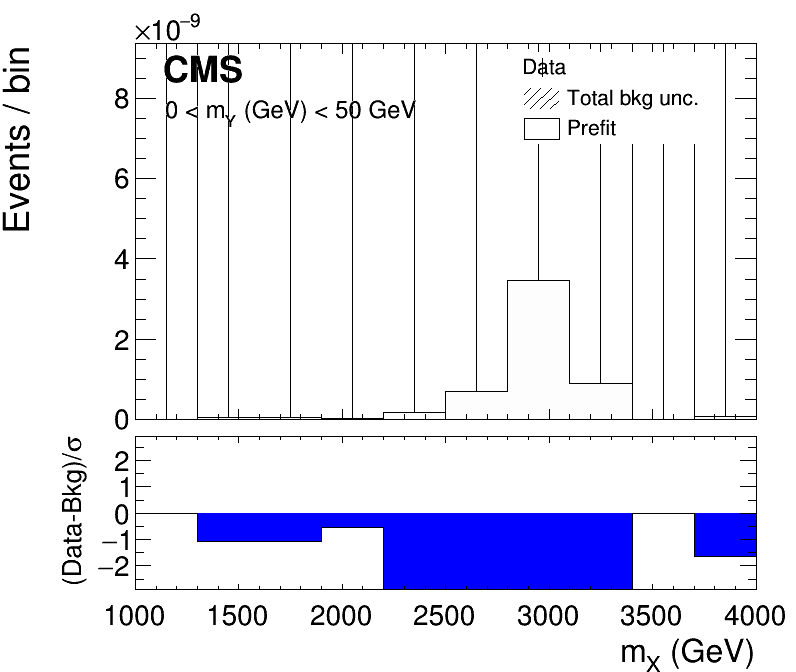 ×10⁻⁹
CMS
0 < mY (GeV) < 50 GeV
Data
Total bkg unc.
Prefit
Events / bin
8
6
4
2
0
(Data-Bkg)/σ
2
1
0
−1
−2
1000 1500 2000 2500 3000 3500 4000
mX (GeV)